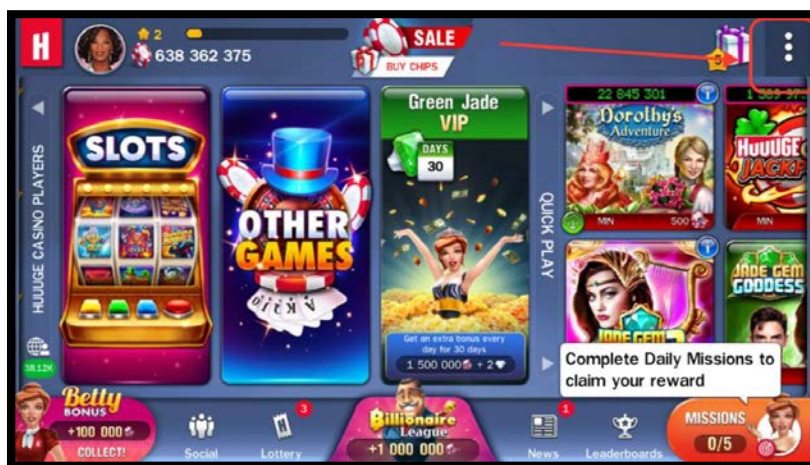 H
2
638 362 375
SALE
BUY CHIPS
5
HUUUGE CASINO PLAYERS
38.12K
SLOTS
OTHER
GAMES
Green Jade
VIP
DAYS
30
Get an extra bonus every
day for 30 days
1 500 000 + 2
QUICK PLAY
22 845 301
Dorothy's
Adventure
MIN 500
HUUUGE
JACKP
MIN
JADE GEM
JADE GEM
GODDESS
Complete Daily Missions to
claim your reward
Betty
BONUS
+100 000
COLLECT!
Social
3
Lottery
Billionaire
League
+1 000 000
1
News
Leaderboards
MISSIONS
0/5